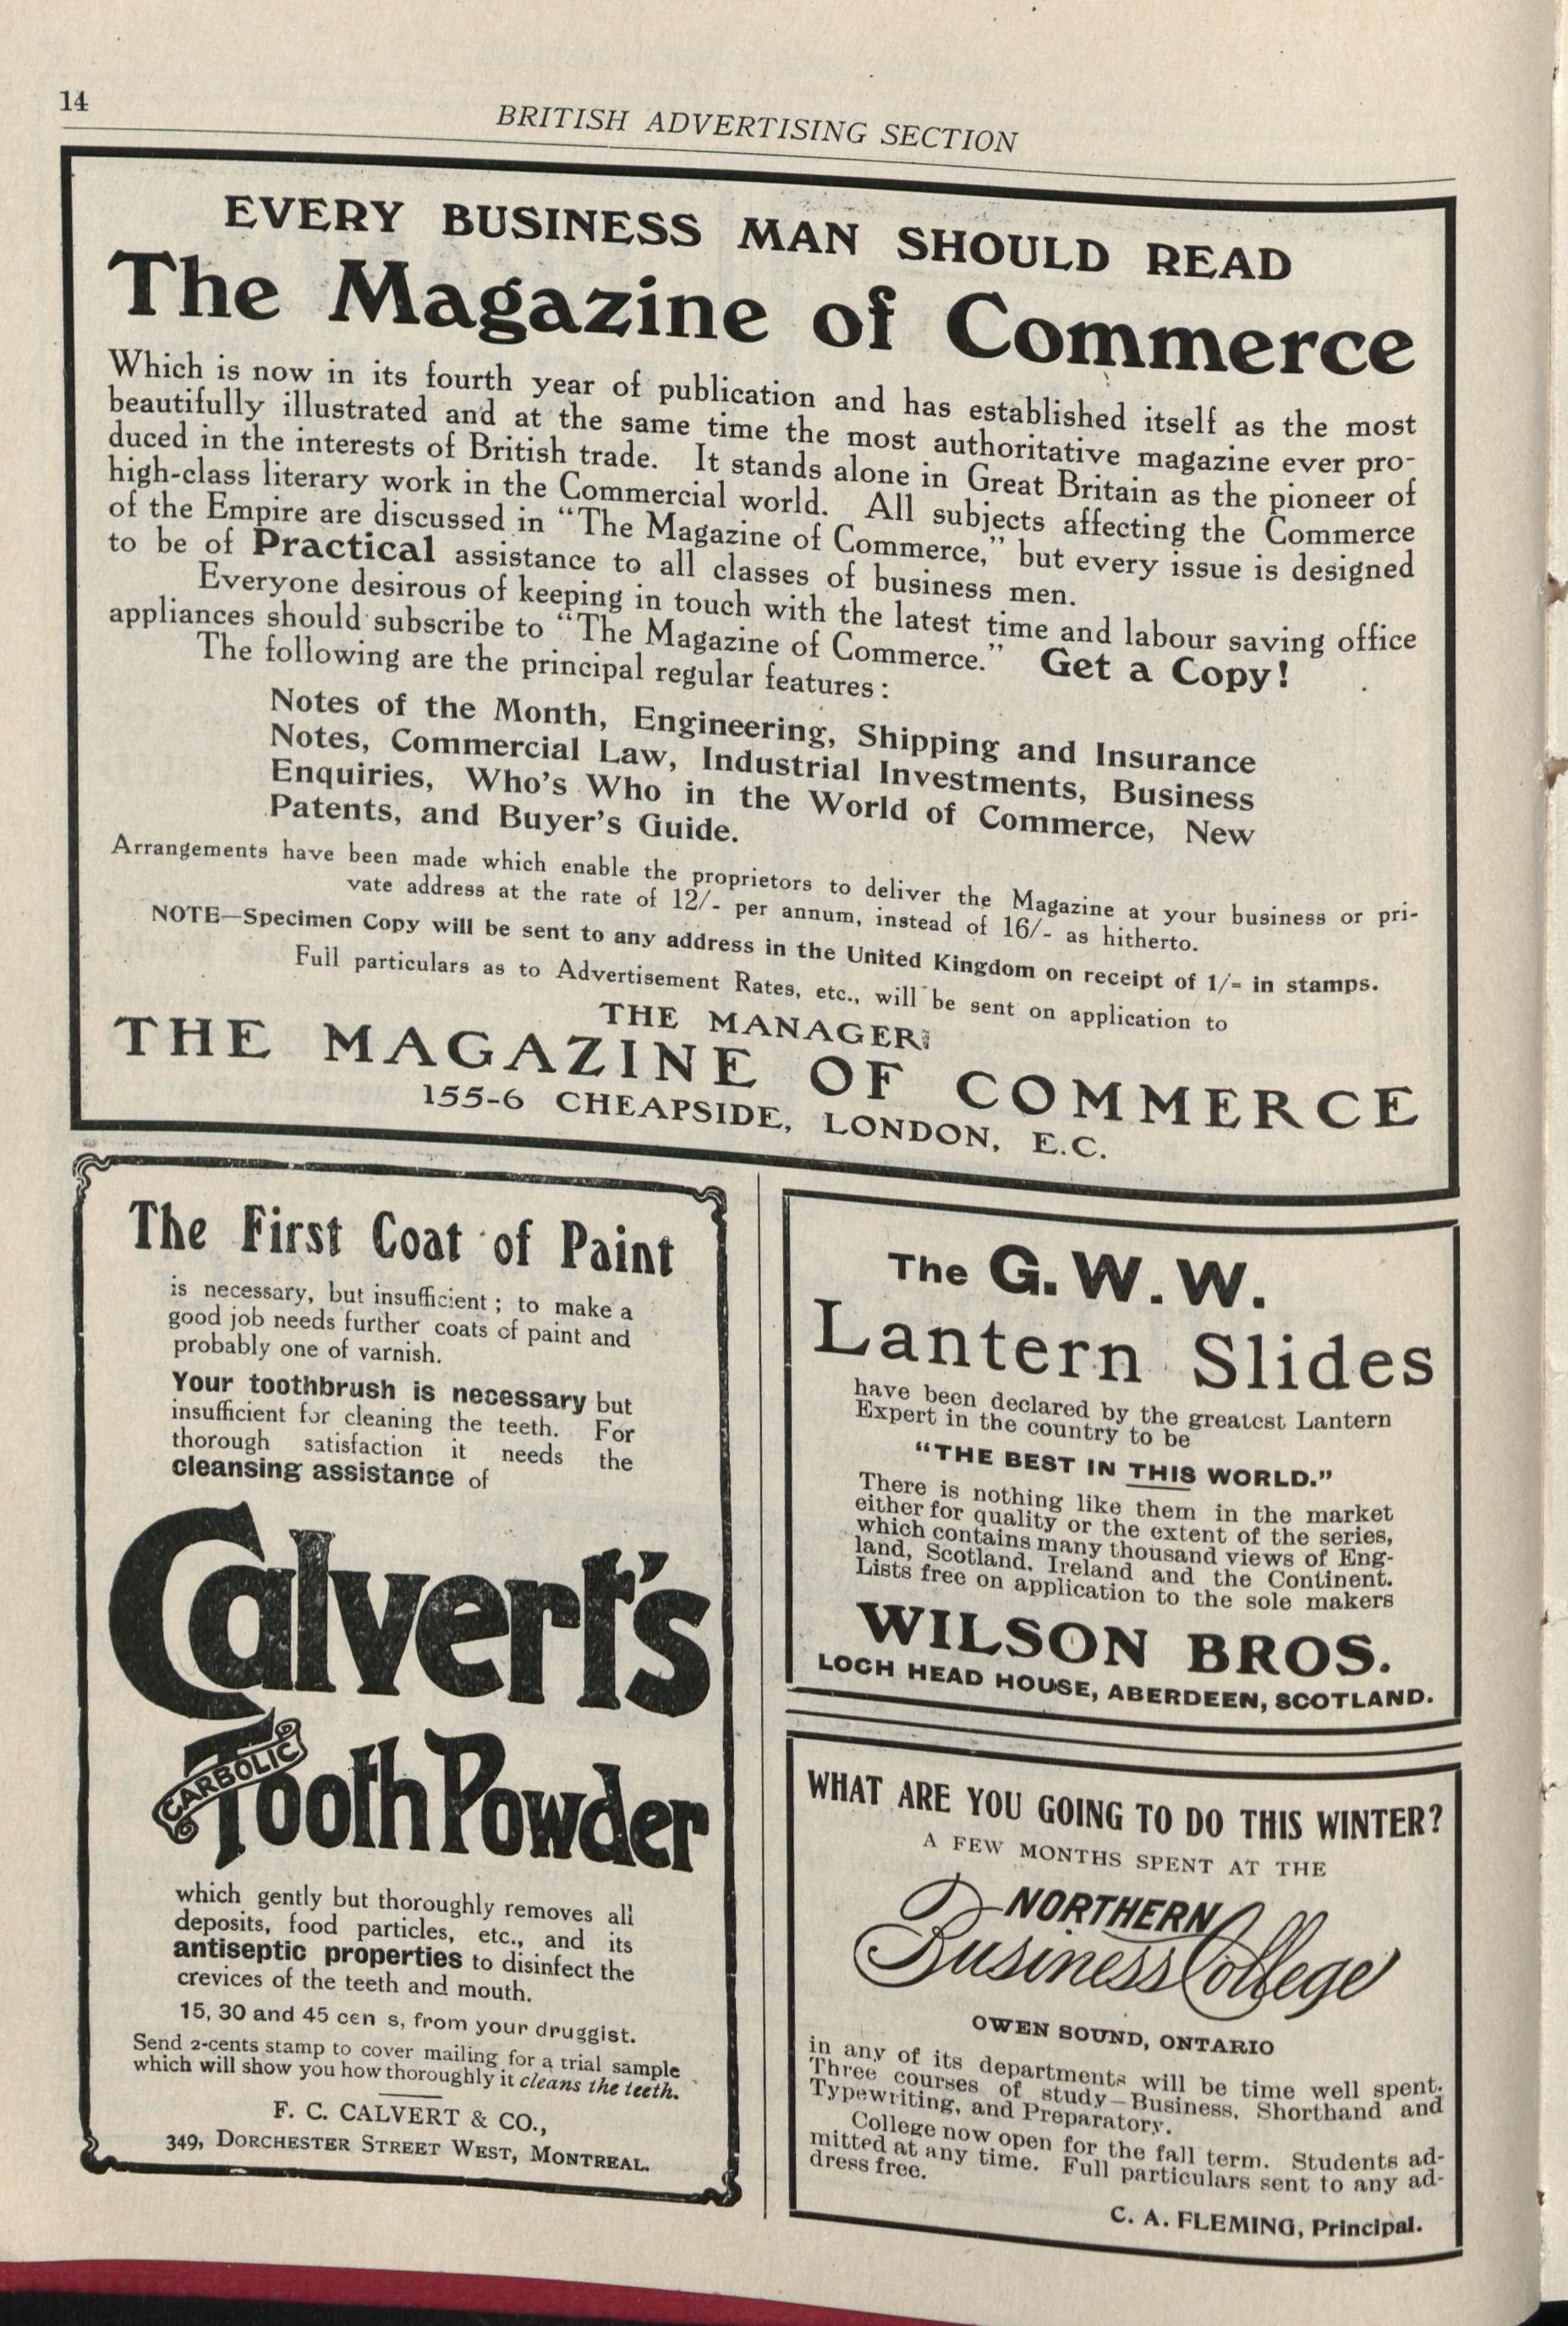 14
BRITISH ADVERTISING SECTION
EVERY BUSINESS MAN SHOULD READ
The Magazine of Commerce
Which is now in its fourth year of publication and has established itself as the most
beautifully illustrated and at the same time the most authoritative magazine ever pro-
duced in the interests of British trade. It stands alone in Great Britain as the pioneer of
high-class literary work in the Commercial world. All subjects affecting the Commerce
of the Empire are discussed in "The Magazine of Commerce," but every issue is designed
to be of Practical assistance to all classes of business men.
Everyone desirous of keeping in touch with the latest time and labour saving office
appliances should subscribe to "The Magazine of Commerce." Get a Copy!
The following are the principal regular features:
Notes of the Month, Engineering, Shipping and Insurance
Notes, Commercial Law, Industrial Investments, Business
Enquiries, Who's Who in the World of Commerce, New
Patents, and Buyer's Guide.
Arrangements have been made which enable the proprietors to deliver the Magazine at your business or pri-
vate address at the rate of 12/- per annum, instead of 16/- as hitherto.
NOTE—Specimen Copy will be sent to any address in the United Kingdom on receipt of 1/= in stamps.
Full particulars as to Advertisement Rates, etc., will be sent on application to
THE MANAGER:
THE MAGAZINE OF COMMERCE
155-6 CHEAPSIDE, LONDON, E.C.
The First Coat of Paint
is necessary, but insufficient; to make a
good job needs further coats of paint and
probably one of varnish.
Your toothbrush is necessary but
insufficient for cleaning the teeth. For
thorough satisfaction it needs the
cleansing assistance of
Calvert's
CARBOLIC
Tooth Powder
which gently but thoroughly removes all
deposits, food particles, etc., and its
antiseptic properties to disinfect the
crevices of the teeth and mouth.
15, 30 and 45 cen s, from your druggist.
Send 2-cents stamp to cover mailing for a trial sample
which will show you how thoroughly it cleans the teeth.
F. C. CALVERT & CO.,
349, DORCHESTER STREET WEST, MONTREAL.
The G. W. W.
Lantern Slides
have been declared by the greatest Lantern
Expert in the country to be
"THE BEST IN THIS WORLD."
There is nothing like them in the market
either for quality or the extent of the series,
which contains many thousand views of Eng-
land, Scotland, Ireland and the Continent.
Lists free on application to the sole makers
WILSON BROS.
LOCH HEAD HOUSE, ABERDEEN, SCOTLAND.
WHAT ARE YOU GOING TO DO THIS WINTER?
A FEW MONTHS SPENT AT THE
NORTHERN
Business College
OWEN SOUND, ONTARIO
in any of its departments will be time well spent.
Three courses of study—Business, Shorthand and
Typewriting, and Preparatory.
College now open for the fall term. Students ad-
mitted at any time. Full particulars sent to any ad-
dress free.
C. A. FLEMING, Principal.